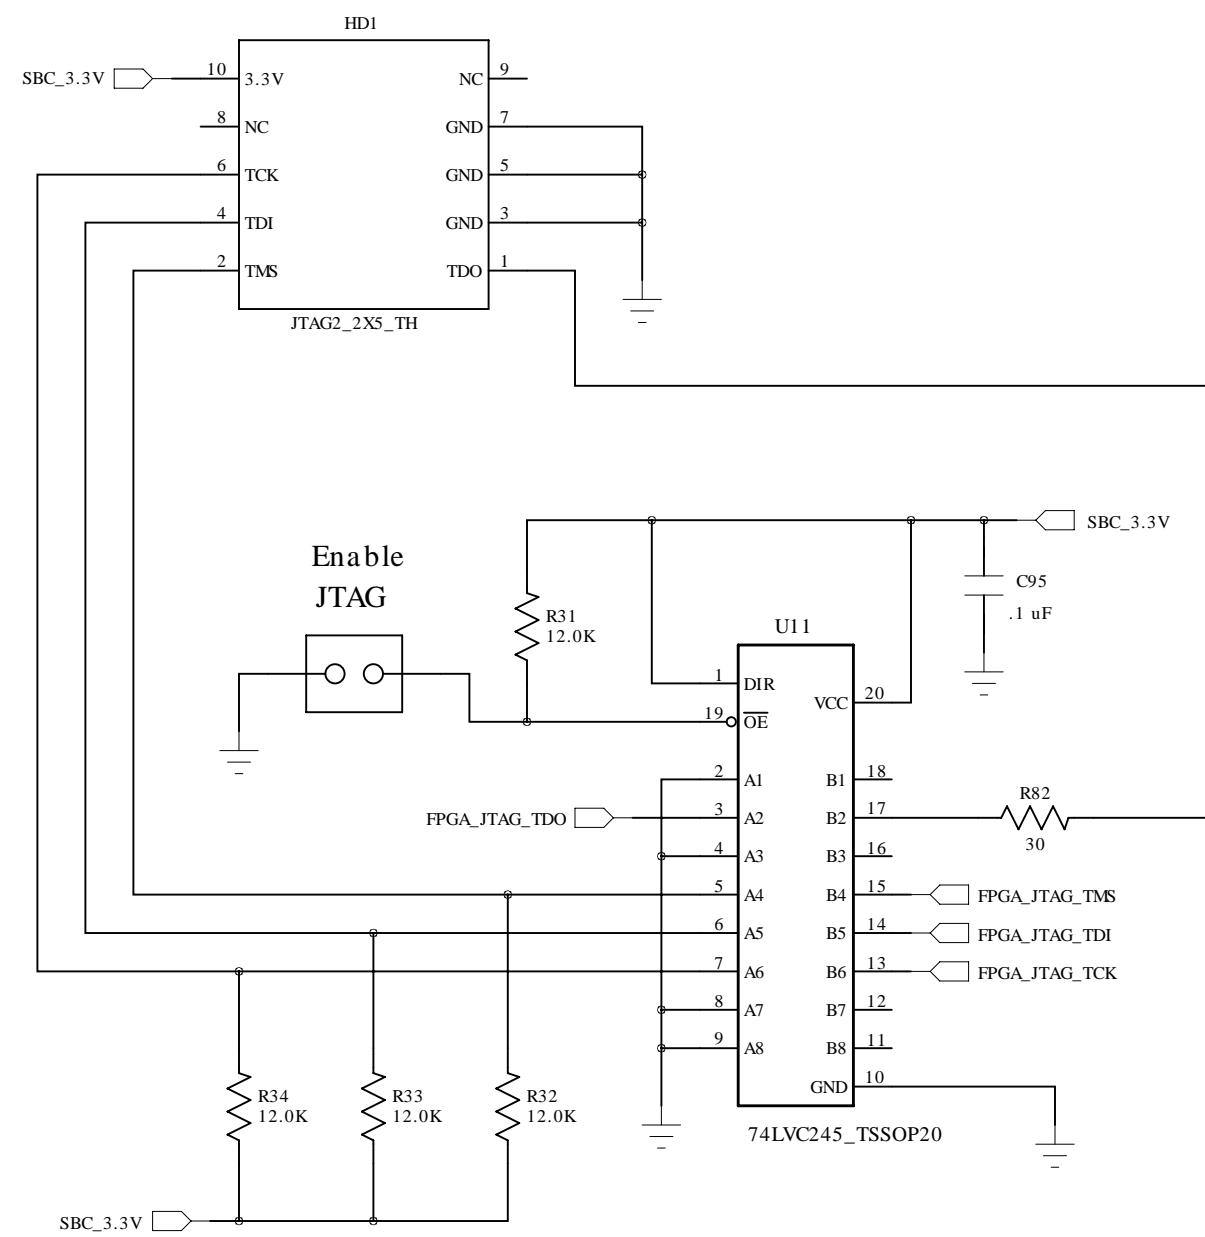 HD1
SBC_3.3V
10 3.3V NC 9
8 NC GND 7
6 TCK GND 5
4 TDI GND 3
2 TMS TDO 1
JTAG2_2X5_TH
SBC_3.3V
Enable
JTAG
C95
.1 uF
R31
12.0K
U11
1 DIR
VCC 20
19 OE
2 A1 B1 18
R82
FPGA_JTAG_TDO 3 A2 B2 17
30
4 A3 B3 16
5 A4 B4 15 FPGA_JTAG_TMS
6 A5 B5 14 FPGA_JTAG_TDI
7 A6 B6 13 FPGA_JTAG_TCK
8 A7 B7 12
9 A8 B8 11
GND 10
R34 R33 R32
12.0K 12.0K 12.0K
74LVC245_TSSOP20
SBC_3.3V